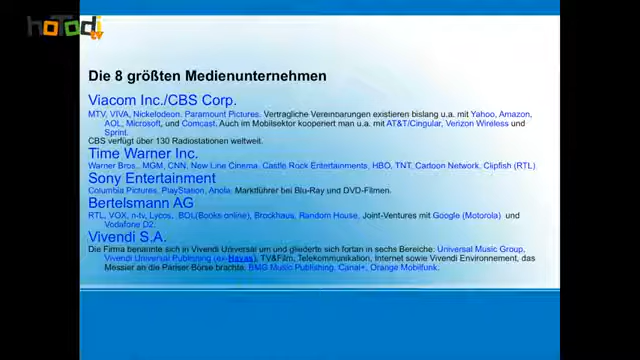 hoTodi
tv
Die 8 größten Medienunternehmen
Viacom Inc./CBS Corp.
MTV, VIVA, Nickelodeon, Paramount Pictures. Vertragliche Vereinbarungen existieren bislang u.a. mit Yahoo, Amazon,
AOL, Microsoft, und Comcast. Auch im Mobilsektor kooperiert man u.a. mit AT&T/Cingular, Verizon Wireless und
Sprint.
CBS verfügt über 130 Radiostationen weltweit.
Time Warner Inc.
Warner Bros., MGM, CNN, New Line Cinema, Castle Rock Entertainments, HBO, TNT, Cartoon Network, Clipfish (RTL).
Sony Entertainment
Columbia Pictures, PlayStation, Ariola. Marktführer bei Blu-Ray und DVD-Filmen.
Bertelsmann AG
RTL, VOX, n-tv, Lycos, BOL(Books online), Brockhaus, Random House, Joint-Ventures mit Google (Motorola) und
Vodafone D2.
Vivendi S.A.
Die Firma benannte sich in Vivendi Universal um und gliederte sich fortan in sechs Bereiche: Universal Music Group,
Vivendi Universal Publishing (ex-Havas), TV&Film, Telekommunikation, Internet sowie Vivendi Environnement, das
Messier an die Pariser Börse brachte. BMG Music Publishing, Canal+, Orange Mobilfunk.